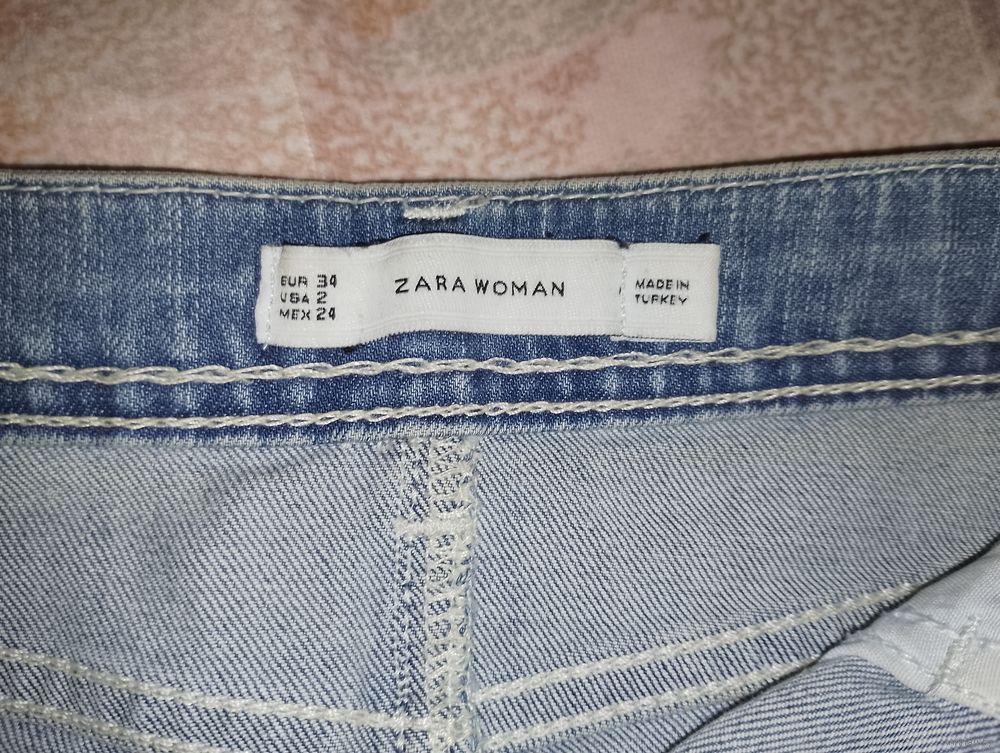 EUR 34
USA 2
MEX 24
ZARA WOMAN
MADE IN
TURKEY